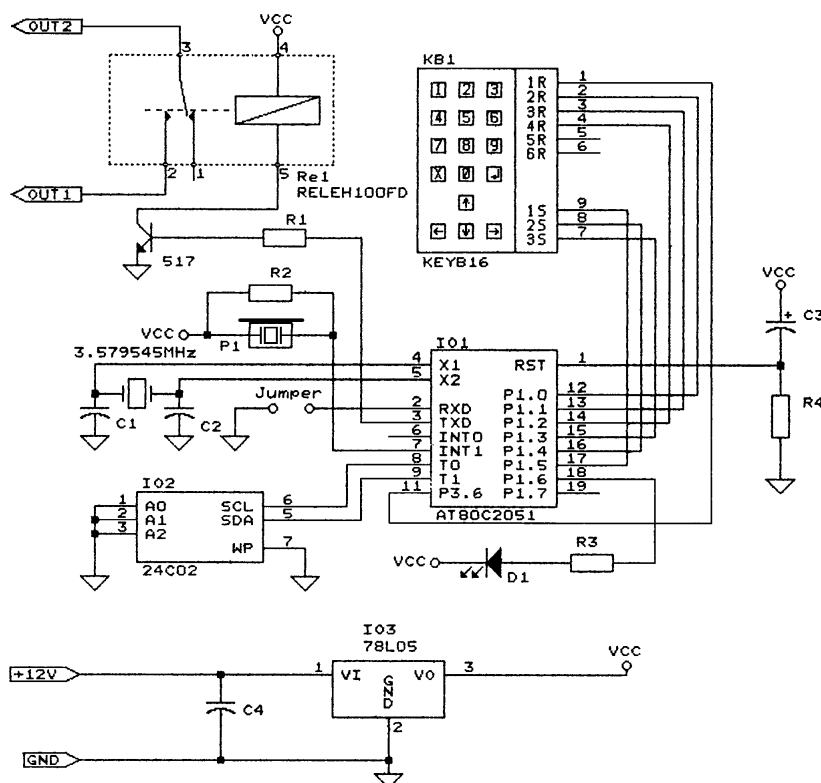 OUT2
VCC
3
4
2
1
5
Re1
RELEH100FD
OUT1
517
R1
R2
VCC
P1
3.579545MHz
C1
C2
Jumper
KB1
1 2 3
4 5 6
7 8 9
X 0 ↲
↑
← ↓ →
KEYB16
1R 1
2R 2
3R 3
4R 4
5R 5
6R 6
1S 9
2S 8
3S 7
VCC
+
C3
R4
IO1
4 X1 RST 1
5 X2
P1.0 12
2 RXD P1.1 13
3 TXD P1.2 14
6 INT0 P1.3 15
7 INT1 P1.4 16
8 T0 P1.5 17
9 T1 P1.6 18
11 P3.6 P1.7 19
AT80C2051
IO2
1 A0 SCL 6
2 A1 SDA 5
3 A2
WP 7
24C02
VCC
D1
R3
IO3
78L05
+12V
1 VI GND VO 3
2
VCC
C4
GND